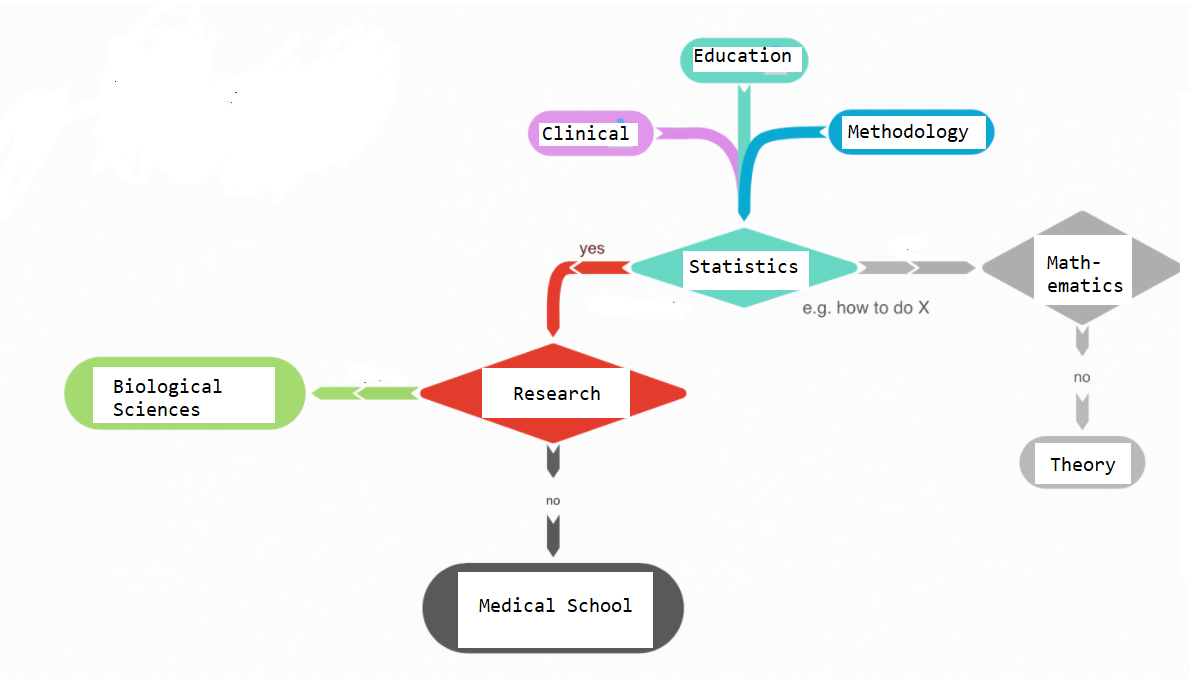 Education
Clinical
Methodology
yes
Statistics
Math-
ematics
e.g. how to do X
Biological
Sciences
Research
no
Theory
no
Medical School